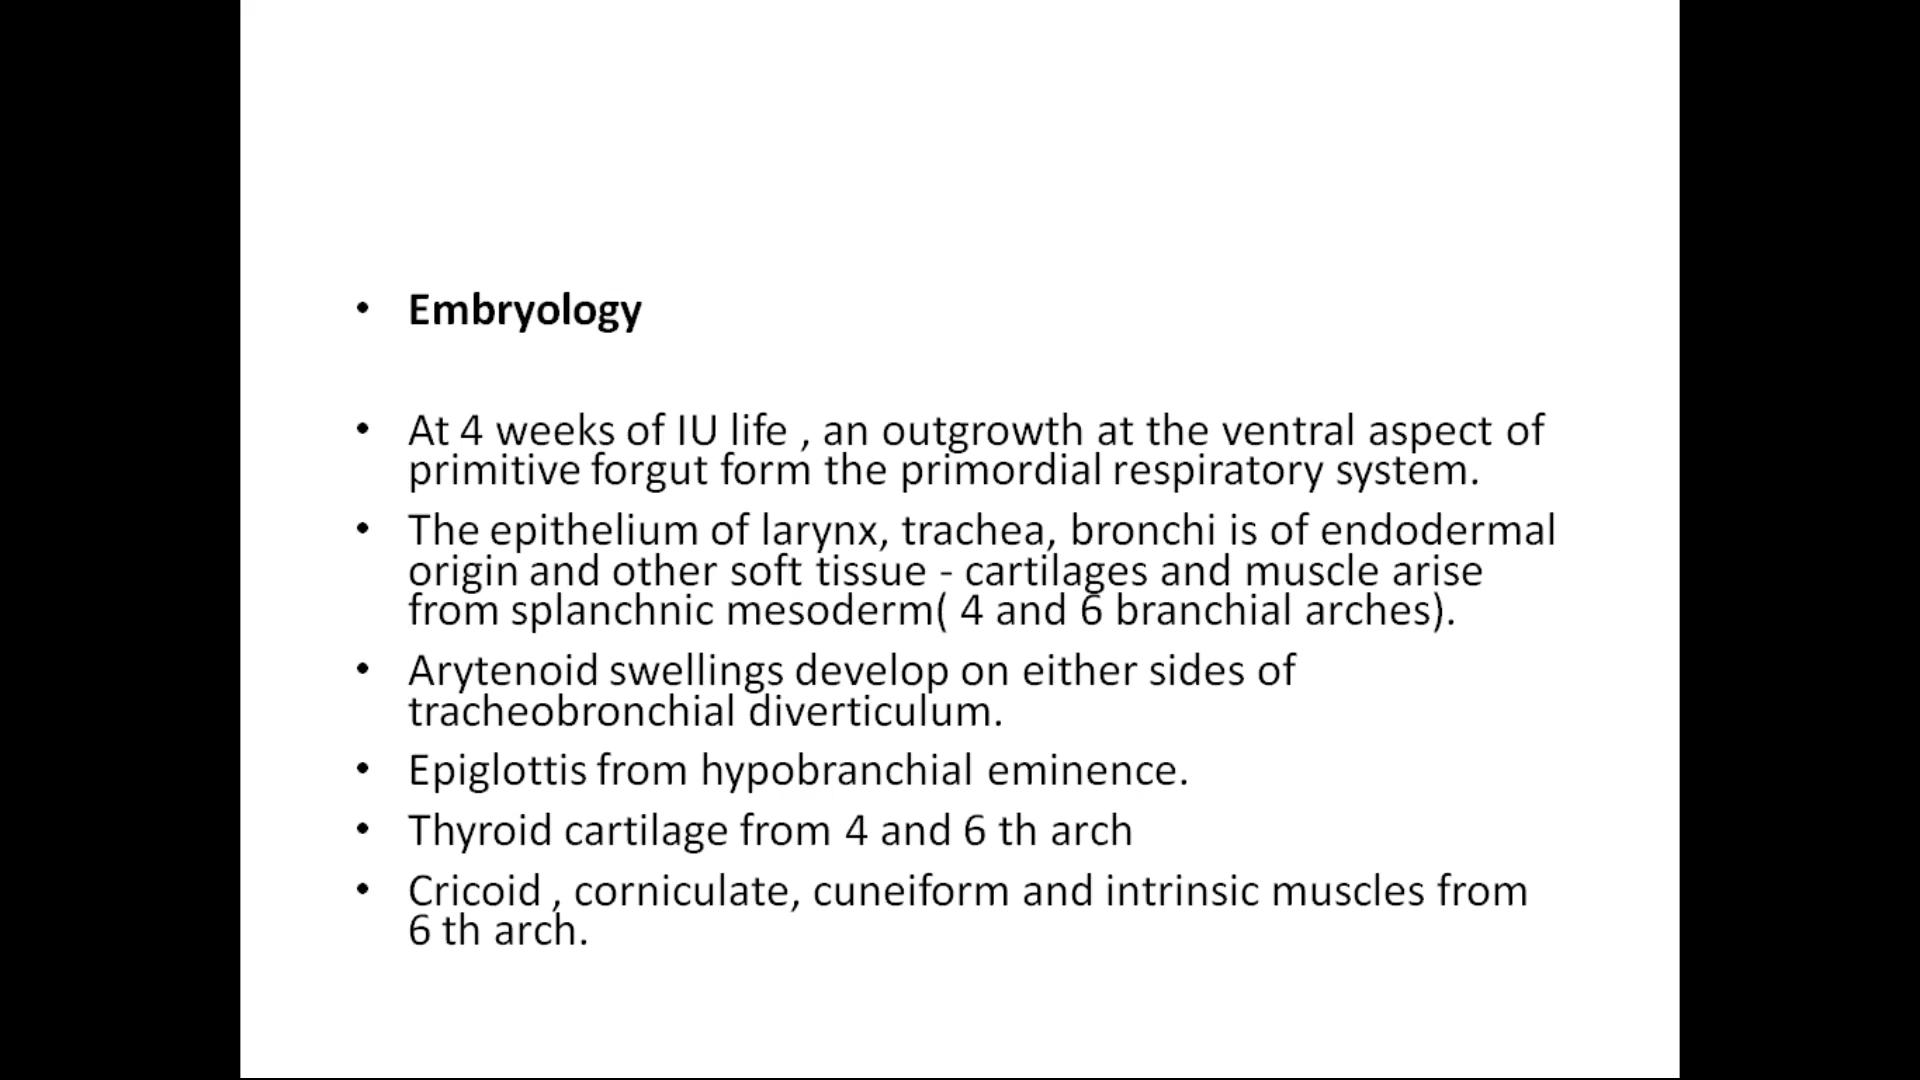 • Embryology
• At 4 weeks of IU life , an outgrowth at the ventral aspect of
primitive forgut form the primordial respiratory system.
• The epithelium of larynx, trachea, bronchi is of endodermal
origin and other soft tissue - cartilages and muscle arise
from splanchnic mesoderm( 4 and 6 branchial arches).
• Arytenoid swellings develop on either sides of
tracheobronchial diverticulum.
• Epiglottis from hypobranchial eminence.
• Thyroid cartilage from 4 and 6 th arch
• Cricoid , corniculate, cuneiform and intrinsic muscles from
6 th arch.